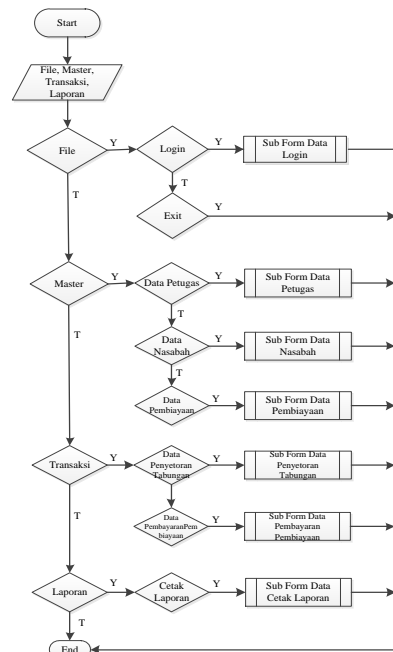 Start
File, Master,
Transaksi,
Laporan
File
Y
Login
Y
Sub Form Data
Login
T
T
Exit
Y
Master
Y
Data Petugas
Y
Sub Form Data
Petugas
T
T
Data
Nasabah
Y
Sub Form Data
Nasabah
T
Data
Pembiayaan
Y
Sub Form Data
Pembiayaan
Transaksi
Y
Data
Penyetoran
Tabungan
Y
Sub Form Data
Penyetoran
Tabungan
T
Data
PembayaranPem
biayaan
Y
Sub Form Data
Pembayaran
Pembiayaan
Laporan
Y
Cetak
Laporan
Y
Sub Form Data
Cetak Laporan
T
End